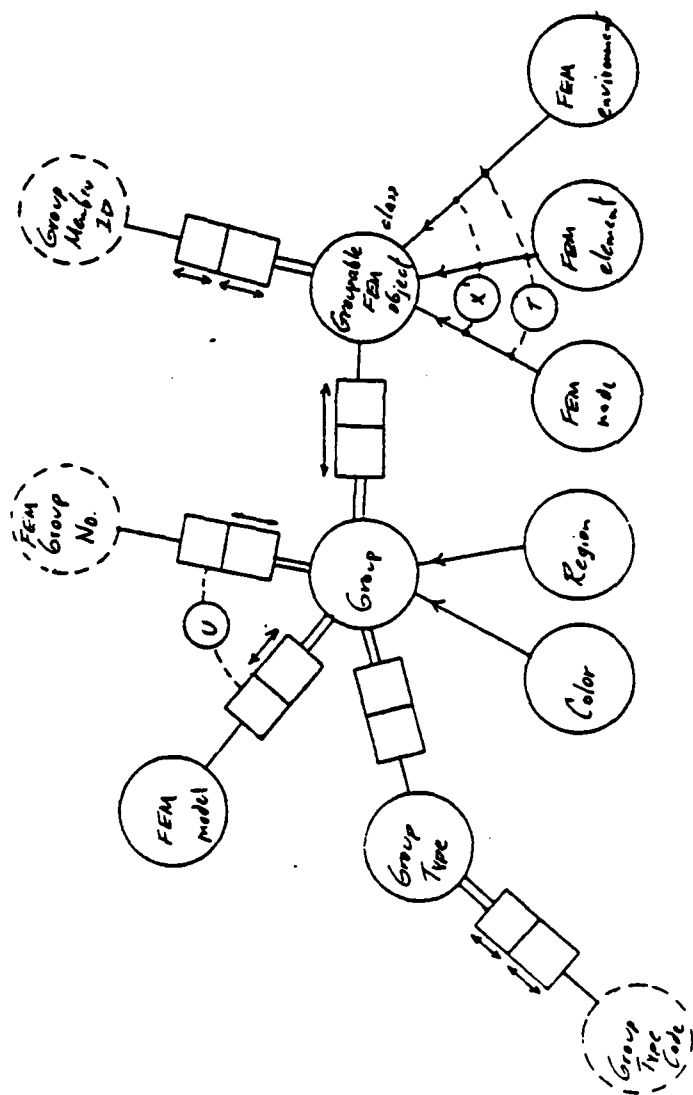 Group
Member
ID
FEM
Group
No.
FEM
model
U
Groupable
FEM
object
class
Group
Group
Type
Group
Type
Code
X
T
FEM
environment
FEM
element
FEM
node
Region
Color